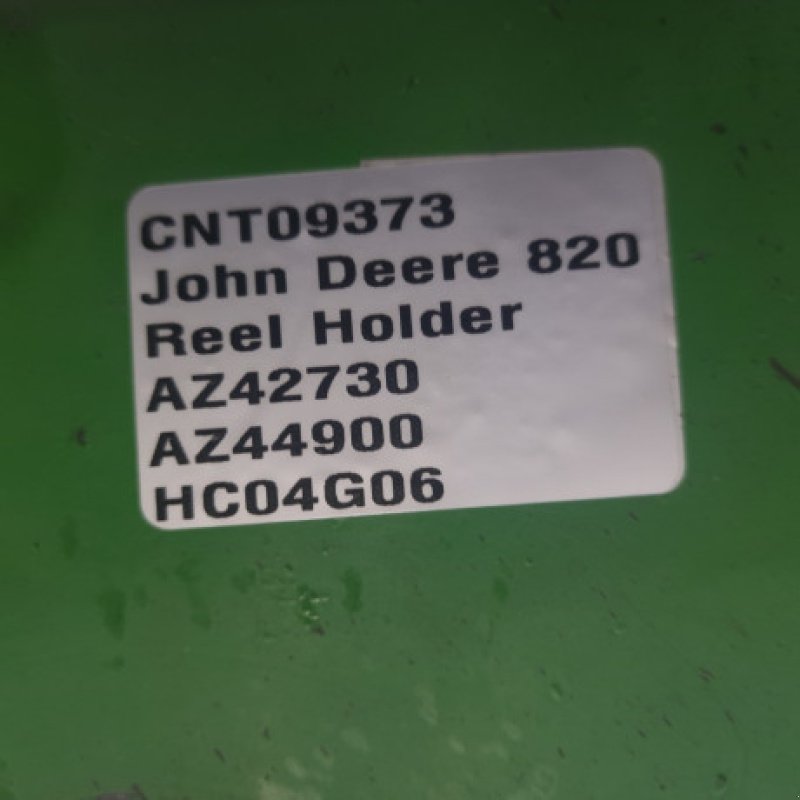 CNT09373
John Deere 820
Reel Holder
AZ42730
AZ44900
HC04G06